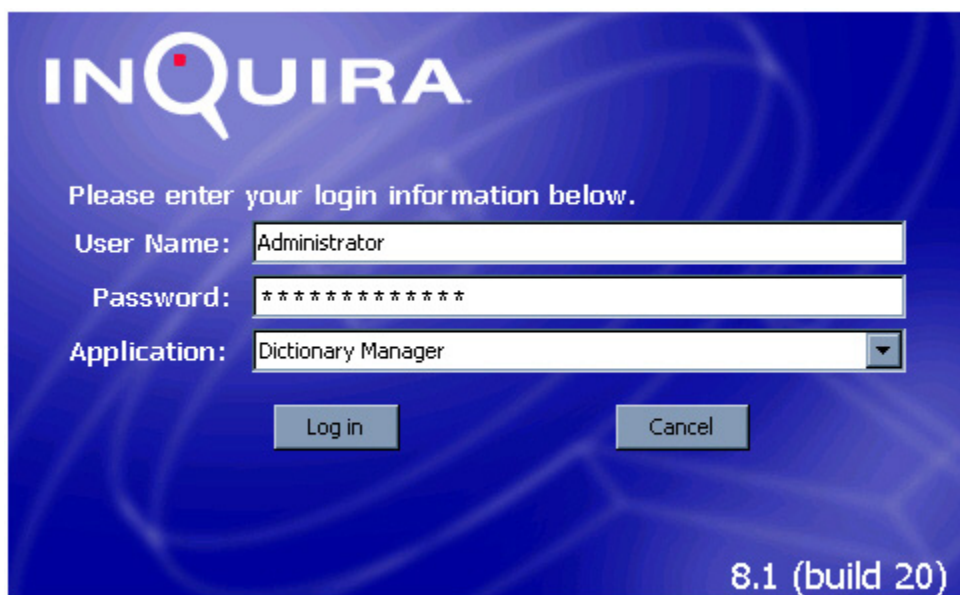 INQUIRA
Please enter your login information below.
User Name: Administrator
Password: *************
Application: Dictionary Manager
Log in Cancel
8.1 (build 20)